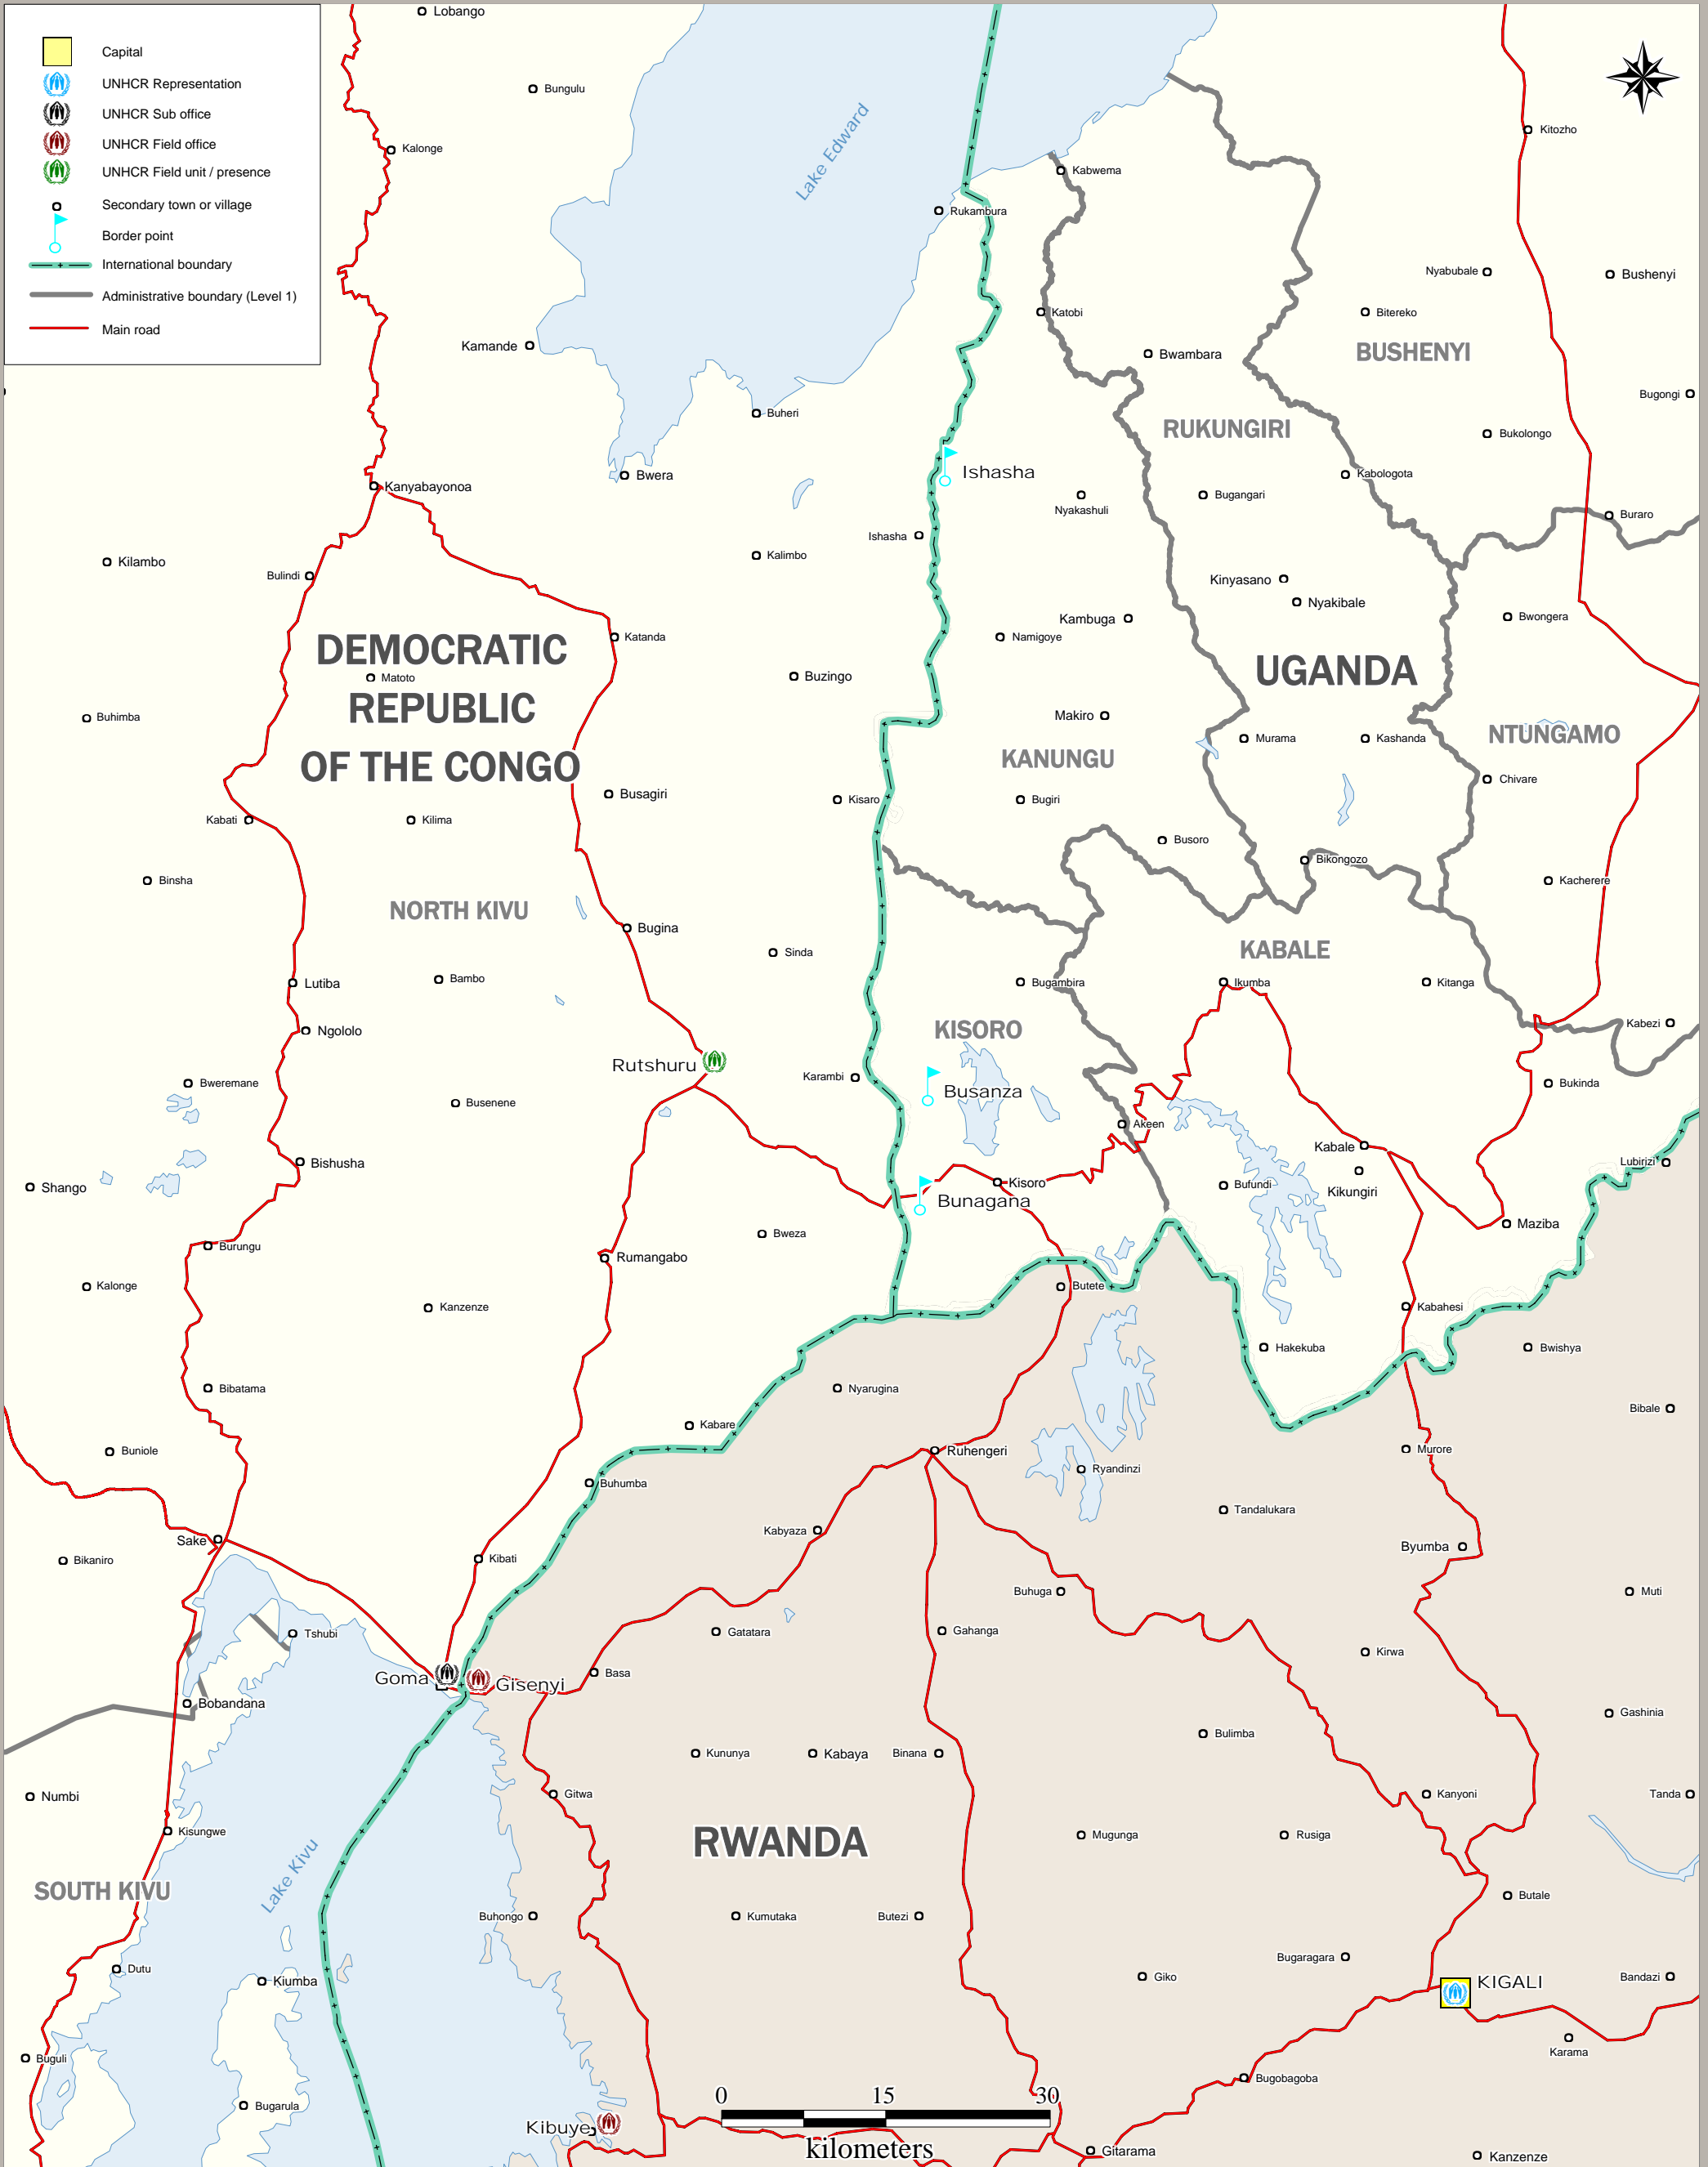 Lobango
Capital
UNHCR Representation
UNHCR Sub office
UNHCR Field office
UNHCR Field unit / presence
Secondary town or village
Border point
International boundary
Administrative boundary (Level 1)
Main road
Bungulu
Kitozho
Kalonge
Lake Edward
Kabwema
Rukambura
Nyabubale
Bushenyi
Katobi
Bitereko
Kamande
Bwambara
BUSHENYI
Bugongi
Buheri
RUKUNGIRI
Bukolongo
Bwera
Ishasha
Kabologota
Kanyabayonoa
Nyakashuli
Bugangari
Buraro
Ishasha
Kalimbo
Kilambo
Bulindi
Kinyasano
Nyakibale
Kambuga
Bwongera
Katanda
Namigoye
DEMOCRATIC
REPUBLIC
OF THE CONGO
Matoto
Buzingo
UGANDA
Buhimba
Makiro
Murama
Kashanda
NTUNGAMO
KANUNGU
Chivare
Busagiri
Kisaro
Bugiri
Kabati
Kilima
Busoro
Bikongozo
Binsha
Kacherere
NORTH KIVU
Bugina
KABALE
Sinda
Lutiba
Bambo
Bugambira
Ikumba
Kitanga
Ngololo
KISORO
Kabezi
Rutshuru
Karambi
Bweremane
Busanza
Bukinda
Busenene
Akeen
Kabale
Bishusha
Lubirizi
Shango
Kisoro
Bufundi
Kikungiri
Bunagana
Maziba
Bweza
Burungu
Rumangabo
Kalonge
Butete
Kanzenze
Kabahesi
Hakekuba
Bwishya
Bibatama
Nyarugina
Bibale
Kabare
Buniole
Ruhengeri
Murore
Ryandinzi
Buhumba
Tandalukara
Kabyaza
Sake
Byumba
Bikaniro
Kibati
Buhuga
Muti
Tshubi
Gatatara
Gahanga
Kirwa
Goma
Gisenyi
Basa
Bobandana
Gashinia
Bulimba
Kununya
Kabaya
Binana
Numbi
Gitwa
Kanyoni
Tanda
Kisungwe
RWANDA
Mugunga
Rusiga
Lake Kivu
SOUTH KIVU
Butale
Buhongo
Kumutaka
Butezi
Bugaragara
Dutu
Kiumba
Giko
KIGALI
Bandazi
Karama
Buguli
Bugobagoba
Bugarula
0 15 30
kilometers
Kibuye
Gitarama
Kanzenze